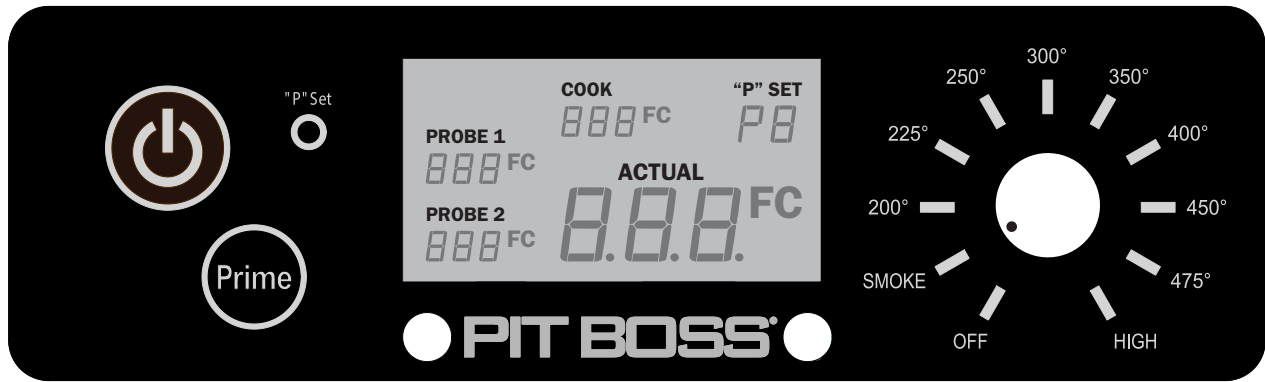 "P" Set
Prime
COOK
888 FC
“P” SET
P8
PROBE 1
888 FC
ACTUAL
8.8.8. FC
PROBE 2
888 FC
PIT BOSS
OFF
SMOKE
200°
225°
250°
300°
350°
400°
450°
475°
HIGH